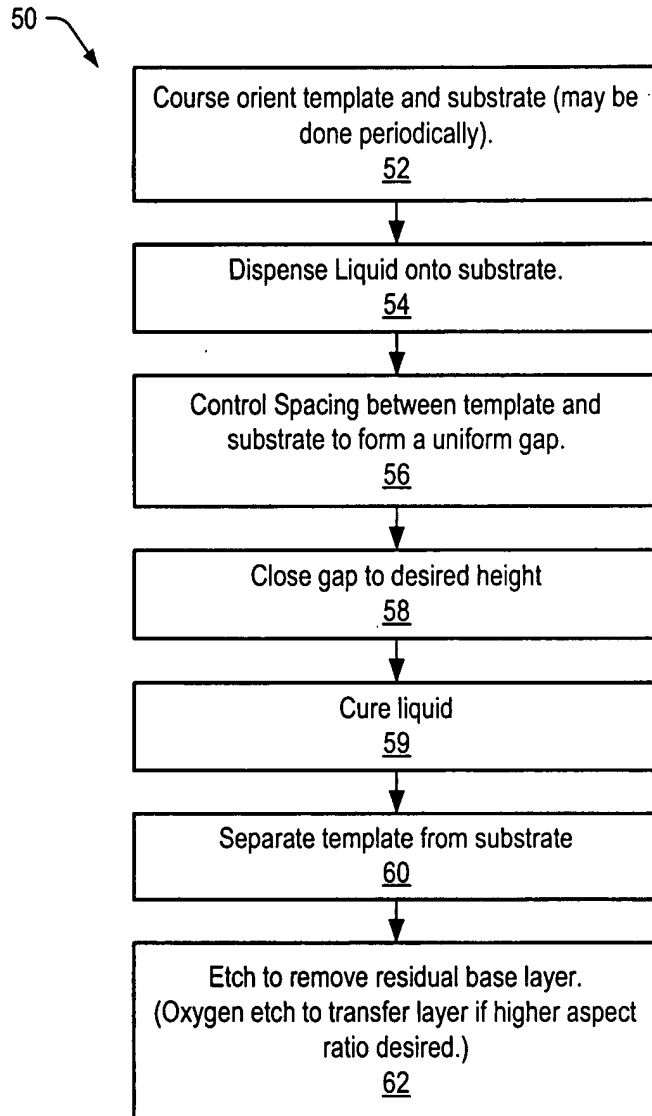 50
Course orient template and substrate (may be
done periodically).
52
Dispense Liquid onto substrate.
54
Control Spacing between template and
substrate to form a uniform gap.
56
Close gap to desired height
58
Cure liquid
59
Separate template from substrate
60
Etch to remove residual base layer.
(Oxygen etch to transfer layer if higher aspect
ratio desired.)
62